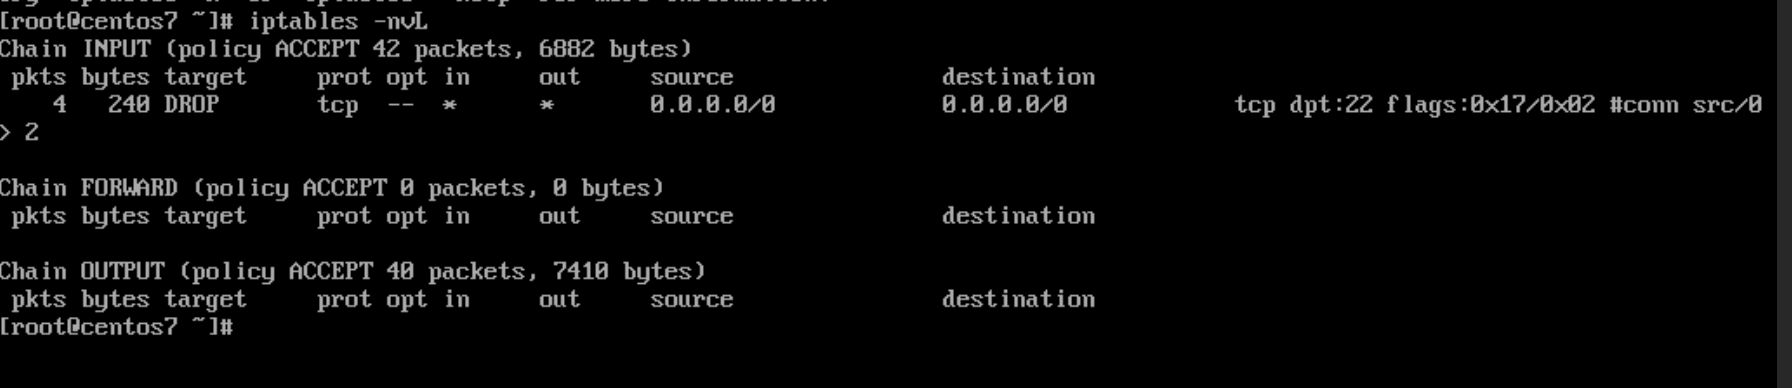 [root@centos7 ~]# iptables -nvL
Chain INPUT (policy ACCEPT 42 packets, 6882 bytes)
 pkts bytes target     prot opt in     out     source               destination
    4   240 DROP       tcp  --  *      *       0.0.0.0/0            0.0.0.0/0            tcp dpt:22 flags:0x17/0x02 #conn src/0
> 2
Chain FORWARD (policy ACCEPT 0 packets, 0 bytes)
 pkts bytes target     prot opt in     out     source               destination
Chain OUTPUT (policy ACCEPT 40 packets, 7410 bytes)
 pkts bytes target     prot opt in     out     source               destination
[root@centos7 ~]#